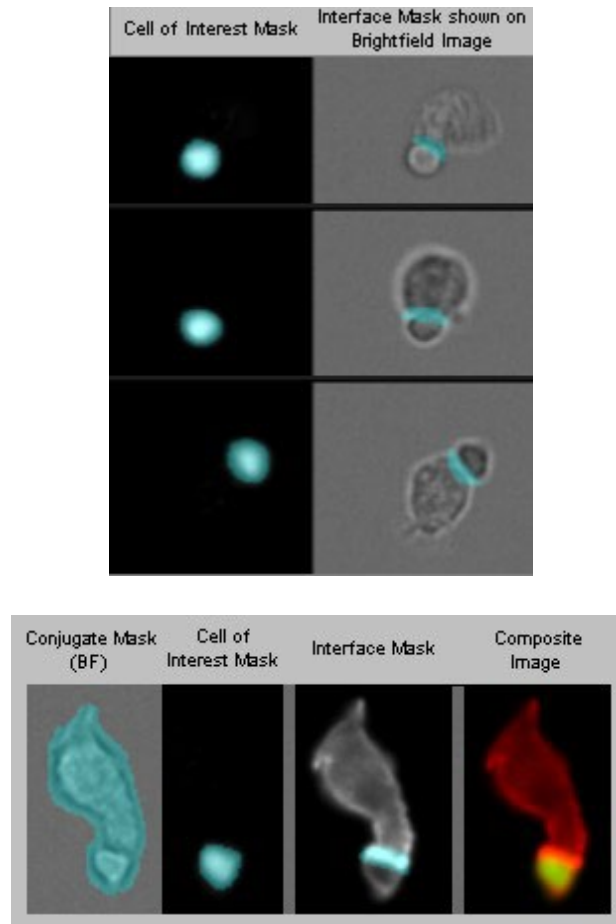 Cell of Interest Mask
Interface Mask shown on
Brightfield Image
Conjugate Mask
(BF)
Cell of
Interest Mask
Interface Mask
Composite
Image